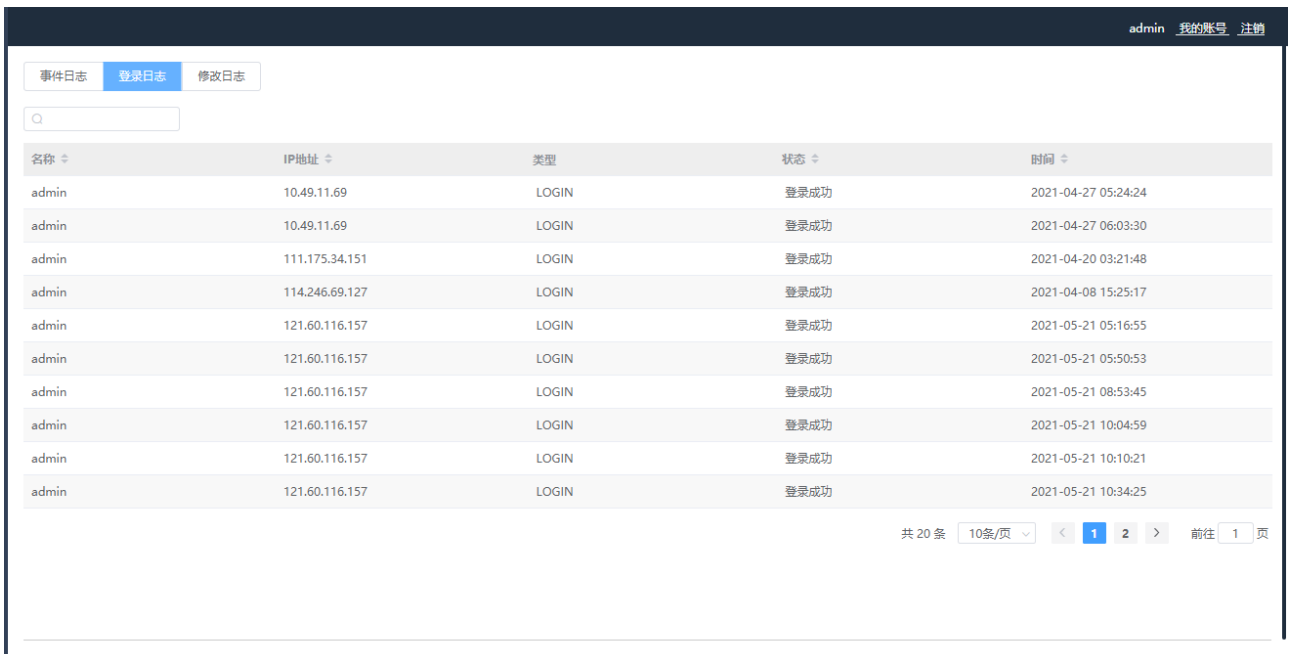 admin 我的账号 注销
事件日志 登录日志 修改日志
名称 IP地址 类型 状态 时间
admin 10.49.11.69 LOGIN 登录成功 2021-04-27 05:24:24
admin 10.49.11.69 LOGIN 登录成功 2021-04-27 06:03:30
admin 111.175.34.151 LOGIN 登录成功 2021-04-20 03:21:48
admin 114.246.69.127 LOGIN 登录成功 2021-04-08 15:25:17
admin 121.60.116.157 LOGIN 登录成功 2021-05-21 05:16:55
admin 121.60.116.157 LOGIN 登录成功 2021-05-21 05:50:53
admin 121.60.116.157 LOGIN 登录成功 2021-05-21 08:53:45
admin 121.60.116.157 LOGIN 登录成功 2021-05-21 10:04:59
admin 121.60.116.157 LOGIN 登录成功 2021-05-21 10:10:21
admin 121.60.116.157 LOGIN 登录成功 2021-05-21 10:34:25
共 20 条 10条/页 < 1 2 > 前往 1 页